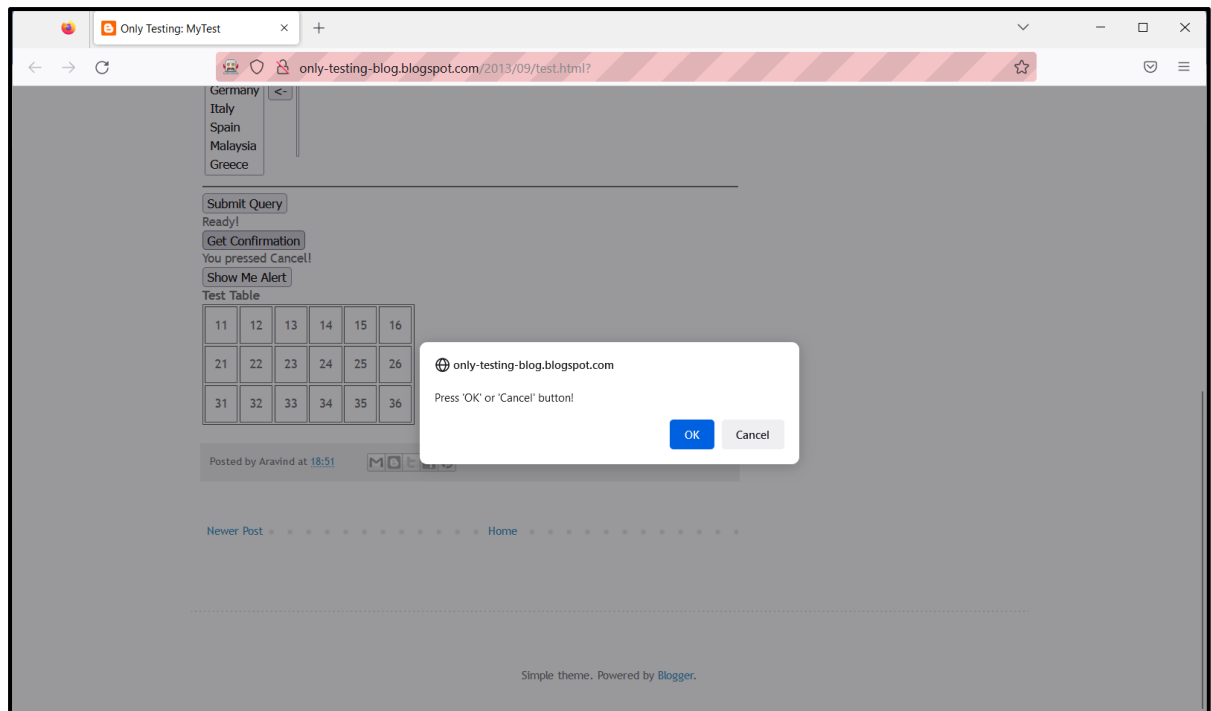 Only Testing: MyTest
only-testing-blog.blogspot.com/2013/09/test.html?
Germany <-
Italy
Spain
Malaysia
Greece
Submit Query
Ready!
Get Confirmation
You pressed Cancel!
Show Me Alert
Test Table
11 12 13 14 15 16
21 22 23 24 25 26
31 32 33 34 35 36
only-testing-blog.blogspot.com
Press 'OK' or 'Cancel' button!
OK Cancel
Posted by Aravind at 18:51
Newer Post Home
Simple theme. Powered by Blogger.